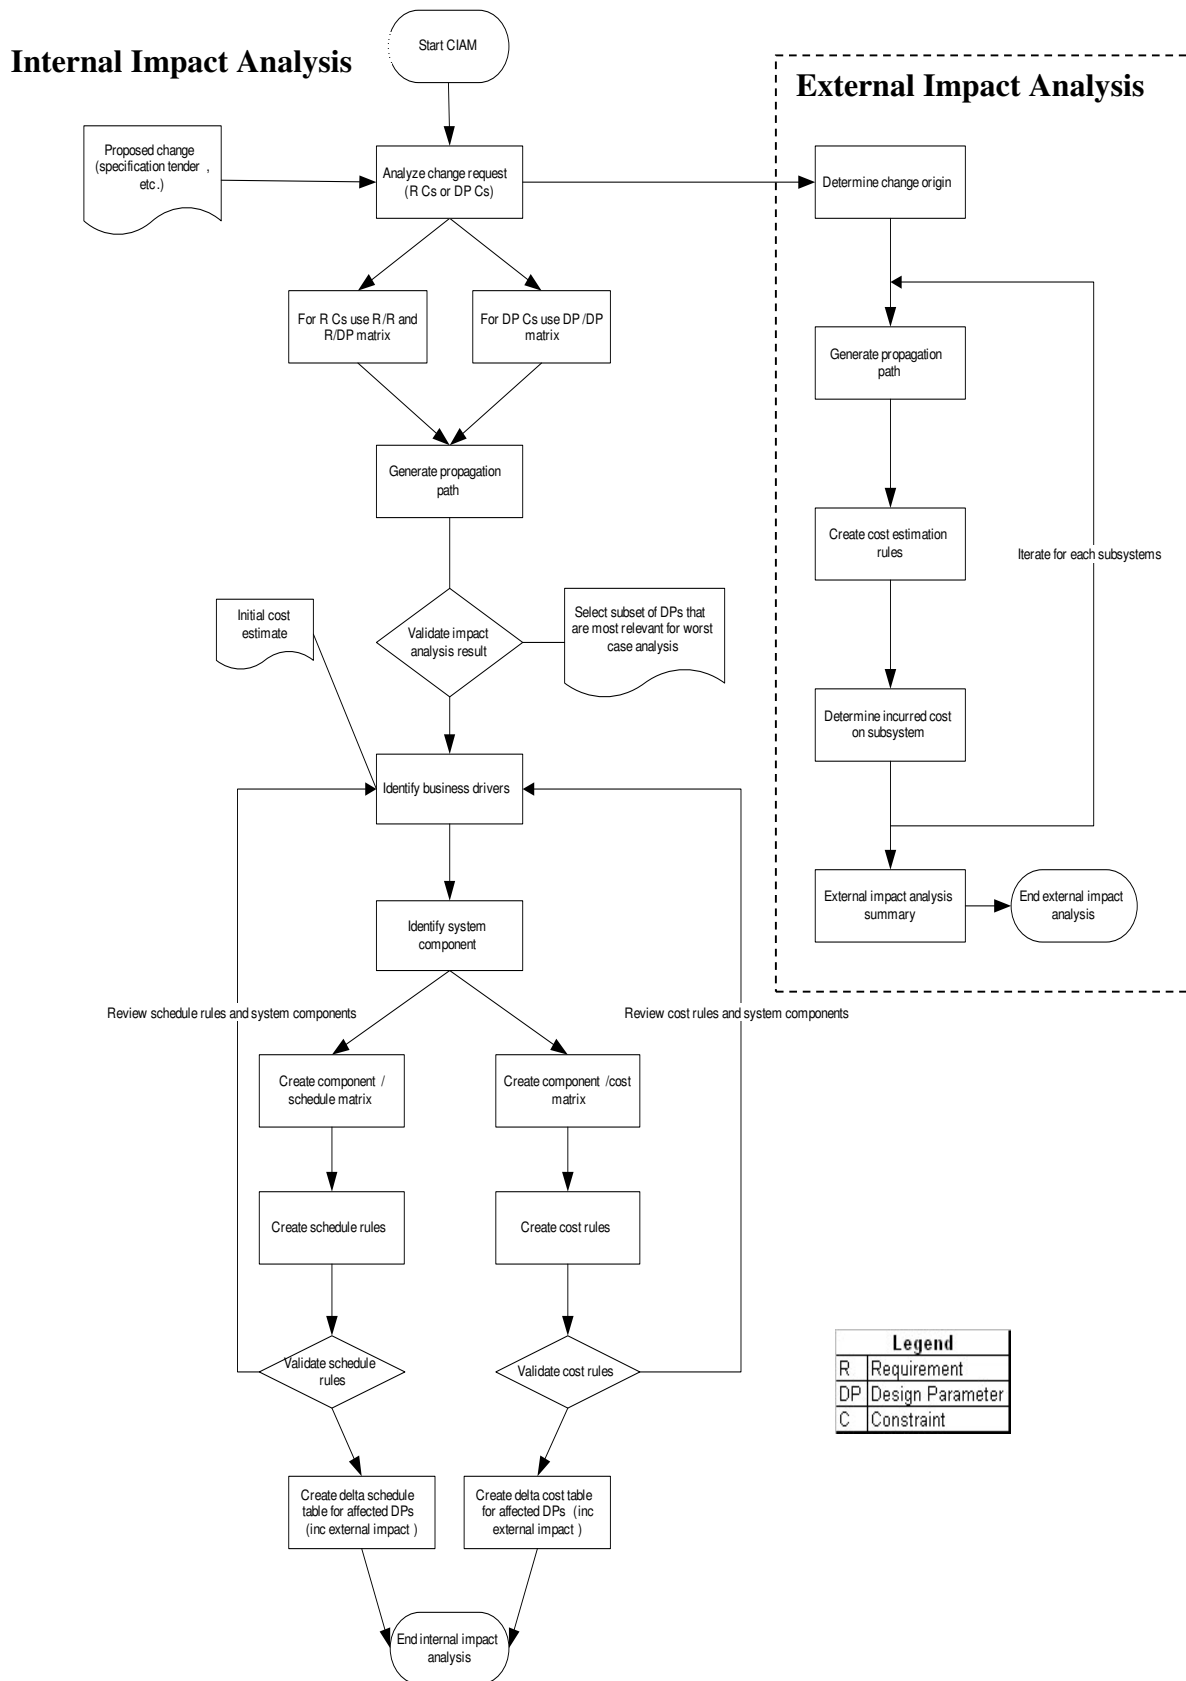 Start CIAM
Internal Impact Analysis
External Impact Analysis
Proposed change
(specification tender ,
etc.)
Analyze change request
(R Cs or DP Cs)
Determine change origin
For R Cs use R /R and
R/DP matrix
For DP Cs use DP /DP
matrix
Generate propagation
path
Generate propagation
path
Create cost estimation
rules
Iterate for each subsystems
Initial cost
estimate
Validate impact
analysis result
Select subset of DPs that
are most relevant for worst
case analysis
Determine incurred cost
on subsystem
Identify business drivers
External impact analysis
summary
End external impact
analysis
Identify system
component
Review schedule rules and system components
Review cost rules and system components
Create component /
schedule matrix
Create component /cost
matrix
Create schedule rules
Create cost rules
Validate schedule
rules
Validate cost rules
Legend
R Requirement
DP Design Parameter
C Constraint
Create delta schedule
table for affected DPs
(inc external impact )
Create delta cost table
for affected DPs (inc
external impact )
End internal impact
analysis